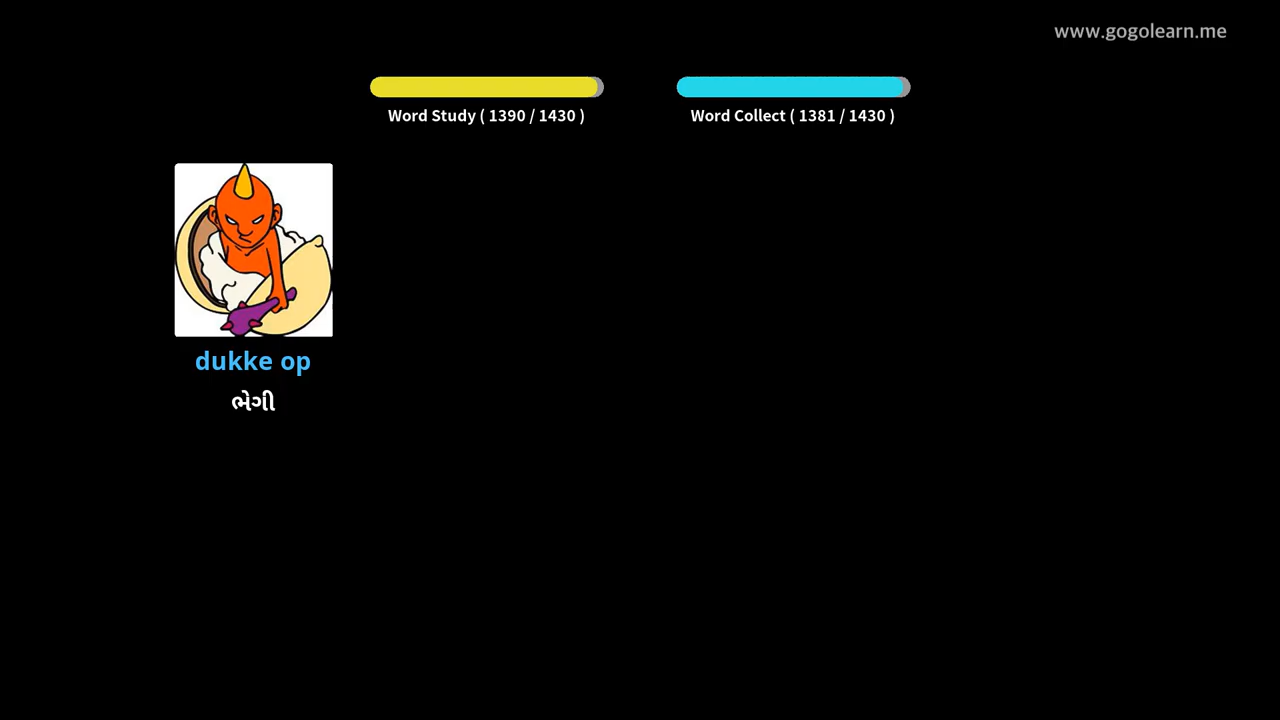 www.gogolearn.me
Word Study ( 1390 / 1430 )
Word Collect ( 1381 / 1430 )
dukke op
ભેગી